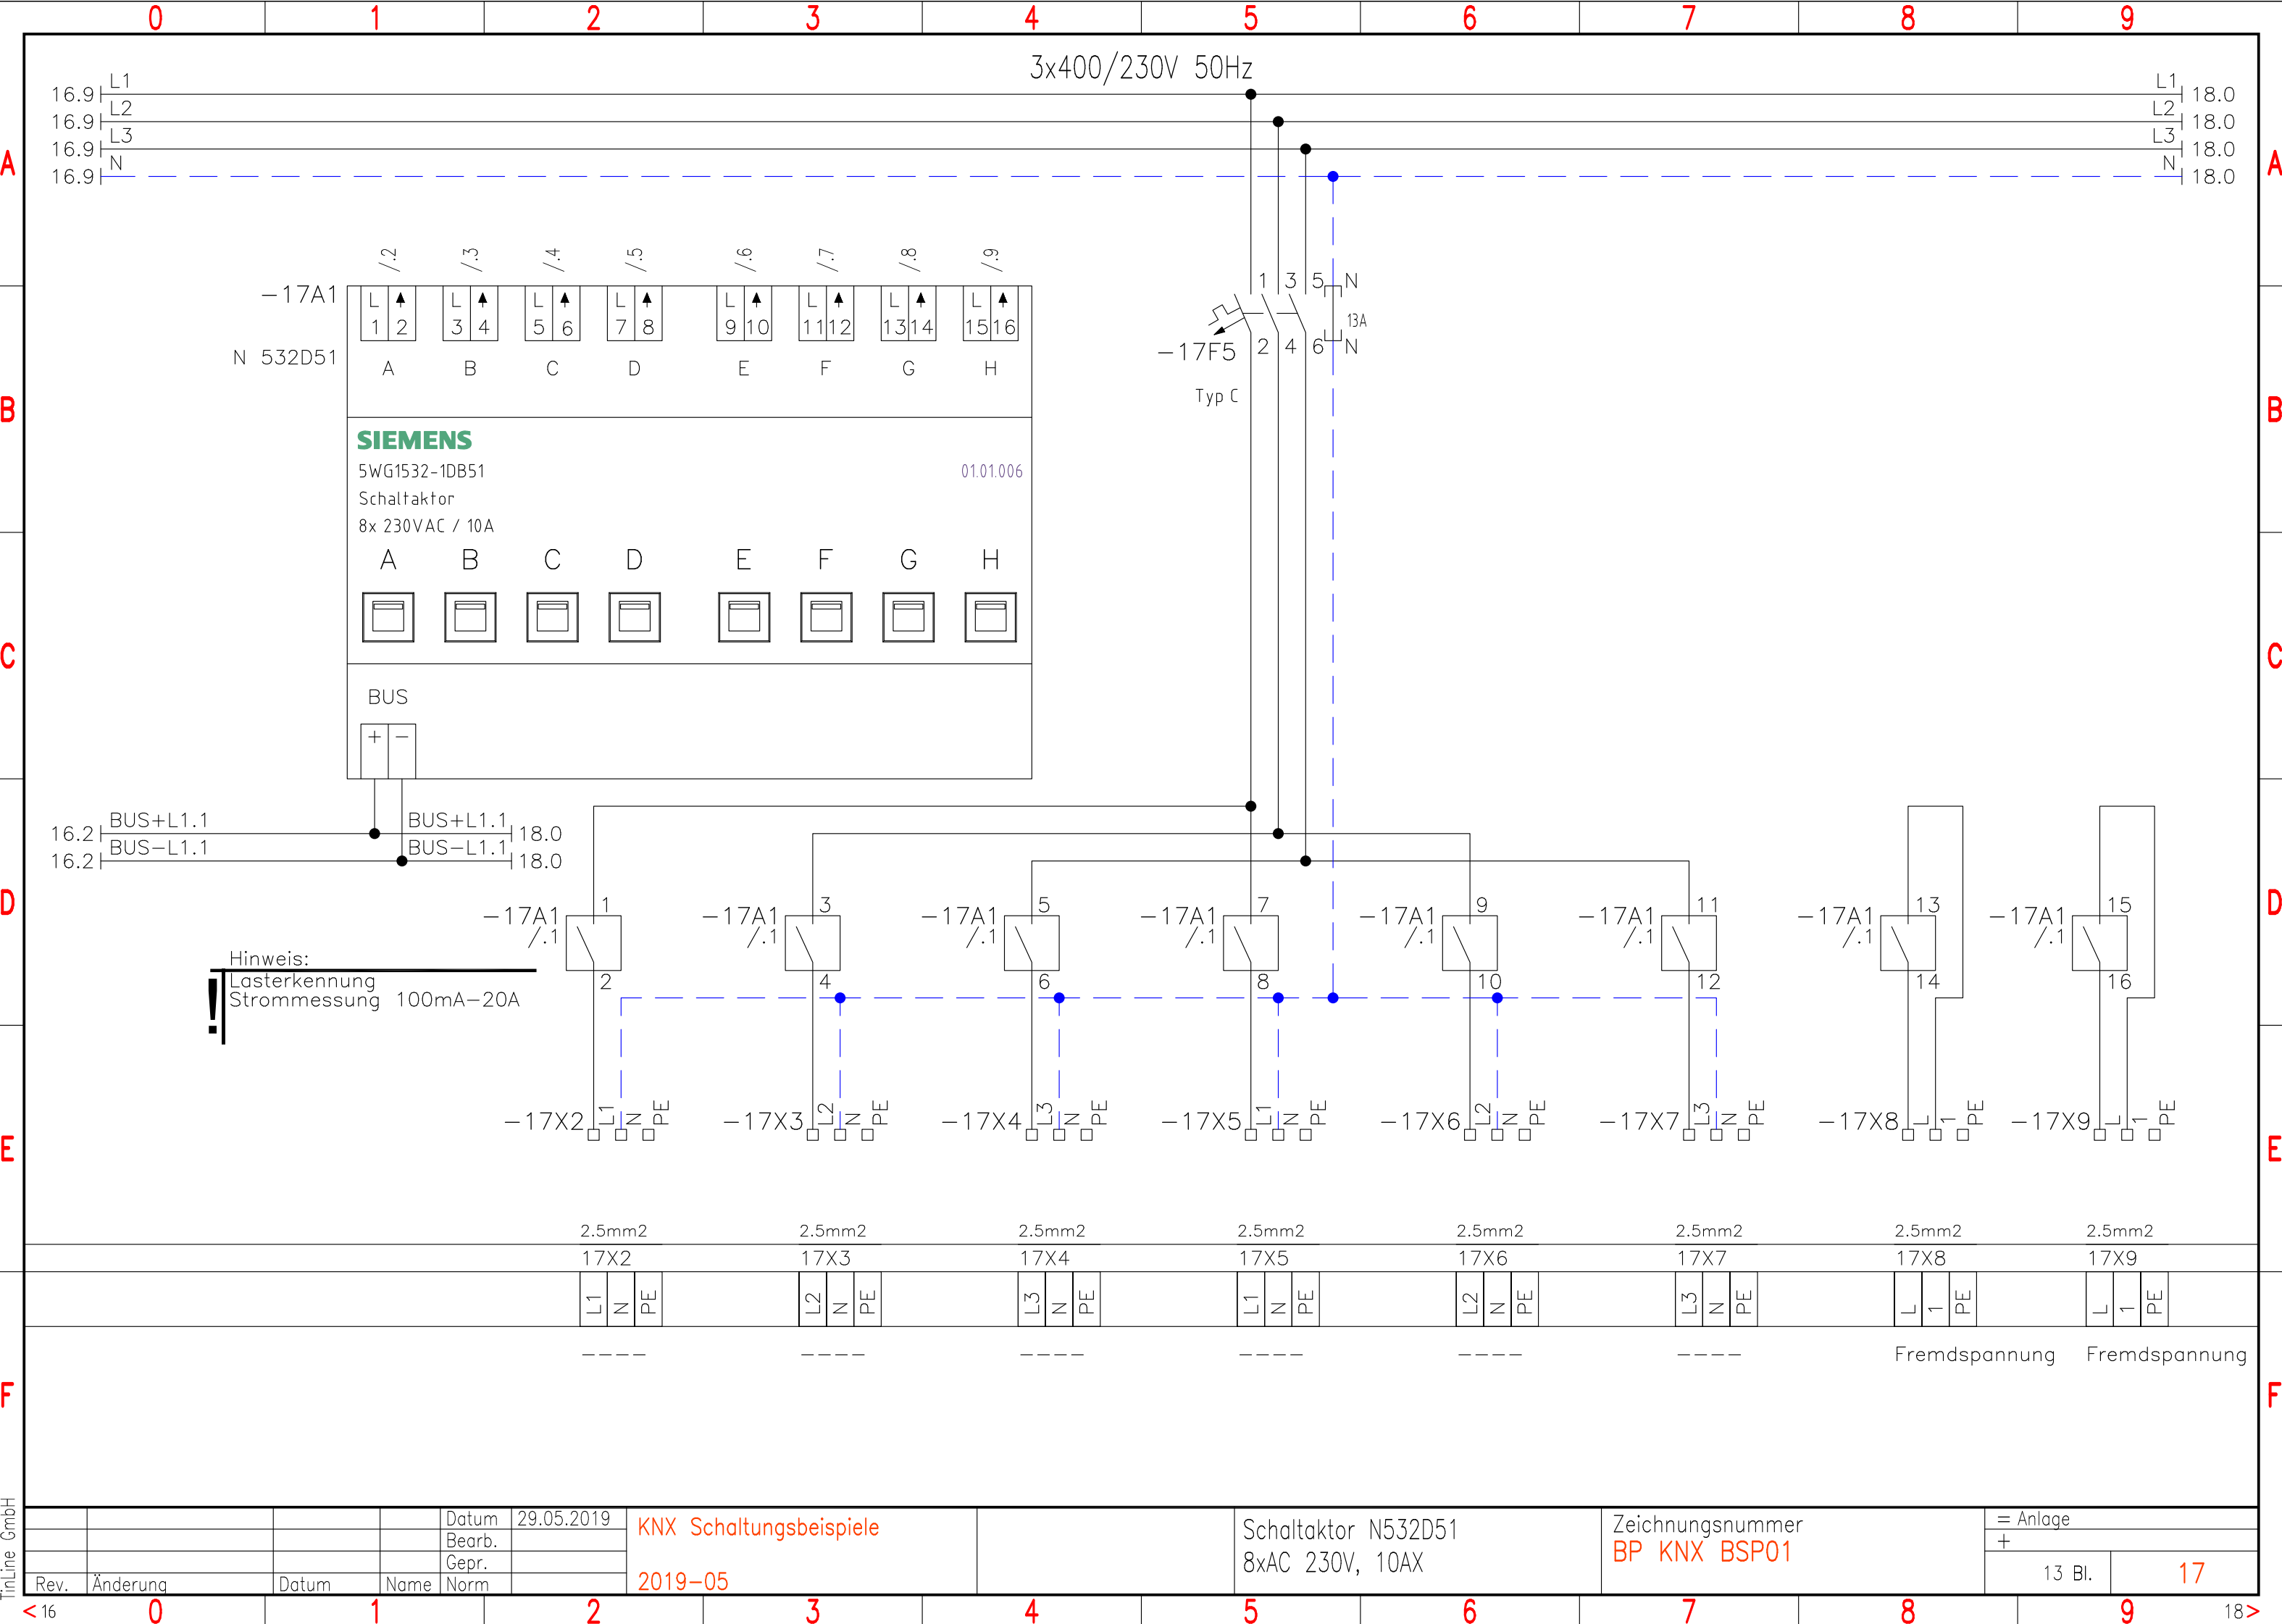 0 1 2 3 4 5 6 7 8 9
3x400/230V 50Hz
16.9 L1 L1 18.0
16.9 L2 L2 18.0
16.9 L3 L3 18.0
A 16.9 N N 18.0 A
/.2 /.3 /.4 /.5 /.6 /.7 /.8 /.9
-17A1
L L L L L L L L
1 2 3 4 5 6 7 8 9 10 11 12 13 14 15 16
N 532D51
A B C D E F G H
1 3 5 N
13A
-17F5 2 4 6 N
Typ C
B B
SIEMENS
5WG1532-1DB51 01.01.006
Schaltaktor
8x 230VAC / 10A
A B C D E F G H
C C
BUS
+ -
16.2 BUS+L1.1 BUS+L1.1 18.0
16.2 BUS-L1.1 BUS-L1.1 18.0
D D
1 3 5 7 9 11 13 15
-17A1 -17A1 -17A1 -17A1 -17A1 -17A1 -17A1 -17A1
/.1 /.1 /.1 /.1 /.1 /.1 /.1 /.1
2 4 6 8 10 12 14 16
Hinweis:
! Lasterkennung
Strommessung 100mA-20A
-17X2 L1 N PE -17X3 L2 N PE -17X4 L3 N PE -17X5 L1 N PE -17X6 L2 N PE -17X7 L3 N PE -17X8 L 1 PE -17X9 L 1 PE
E E
2.5mm2 2.5mm2 2.5mm2 2.5mm2 2.5mm2 2.5mm2 2.5mm2 2.5mm2
17X2 17X3 17X4 17X5 17X6 17X7 17X8 17X9
L1 N PE L2 N PE L3 N PE L1 N PE L2 N PE L3 N PE L 1 PE L 1 PE
---- ---- ---- ---- ---- ---- Fremdspannung Fremdspannung
F F
TinLine GmbH
Datum 29.05.2019
Bearb.
Gepr.
Rev. Änderung Datum Name Norm
KNX Schaltungsbeispiele
2019-05
Schaltaktor N532D51
8xAC 230V, 10AX
Zeichnungsnummer
BP KNX BSP01
= Anlage
+
13 Bl. 17
<16 0 1 2 3 4 5 6 7 8 9 18>